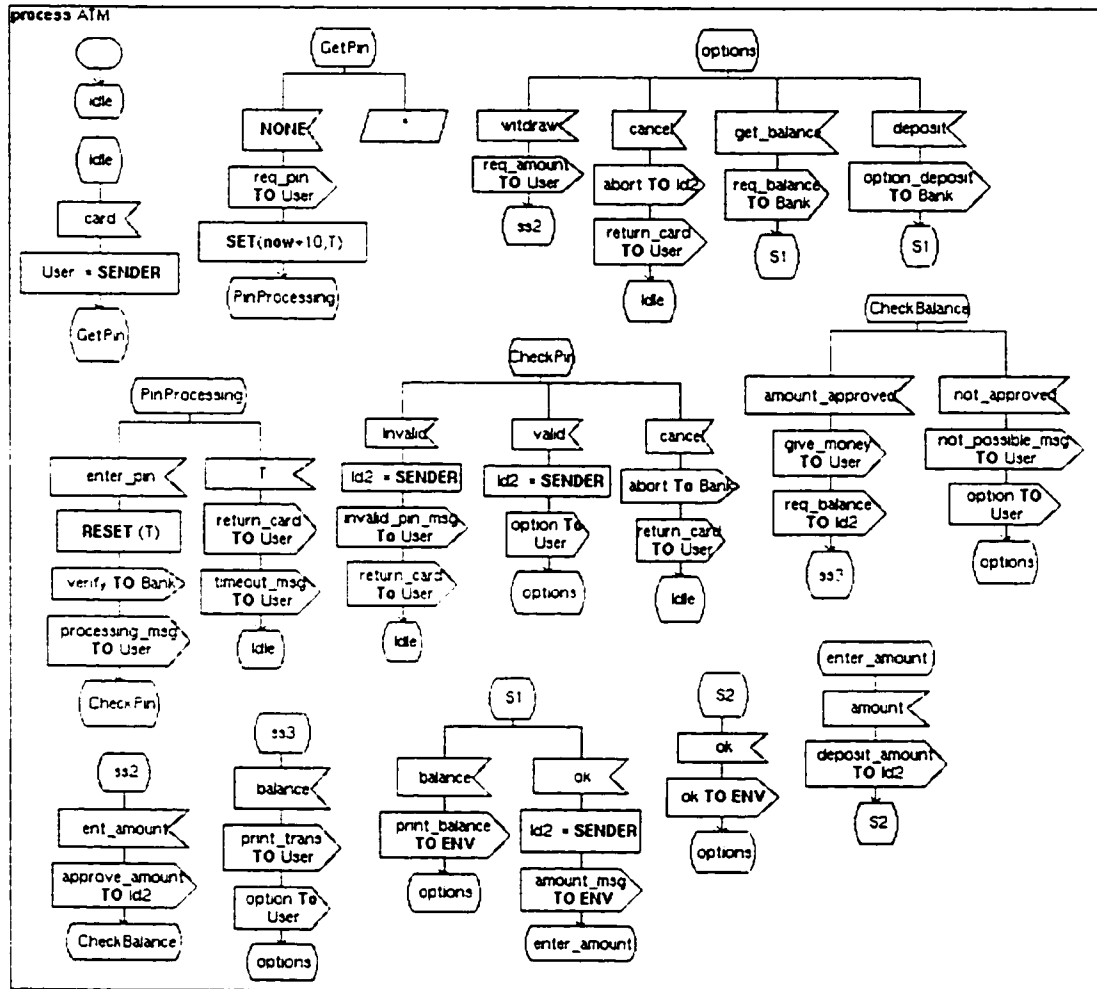 process ATM
idle
idle
card
User = SENDER
GetPin
GetPin
NONE
*
req_pin
TO User
SET(now+10,T)
PinProcessing
options
witdraw
cancel
get_balance
deposit
req_amount
TO User
abort TO Id2
req_balance
TO Bank
option_deposit
TO Bank
ss2
return_card
TO User
S1
S1
Idle
CheckBalance
amount_approved
not_approved
give_money
TO User
not_possible_msg
TO User
req_balance
TO Id2
option TO
User
ss3
options
PinProcessing
enter_pin
T
RESET (T)
return_card
TO User
verify TO Bank
timeout_msg
TO User
processing_msg
TO User
Idle
CheckPin
CheckPin
invalid
valid
cancel
Id2 = SENDER
Id2 = SENDER
abort To Bank
invalid_pin_msg
To User
option To
User
return_card
TO User
return_card
To User
options
Idle
Idle
enter_amount
amount
deposit_amount
TO Id2
S2
ss2
ent_amount
approve_amount
TO Id2
CheckBalance
ss3
balance
print_trans
TO User
option To
User
options
S1
balance
ok
print_balance
TO ENV
Id2 = SENDER
options
amount_msg
TO ENV
enter_amount
S2
ok
ok TO ENV
options